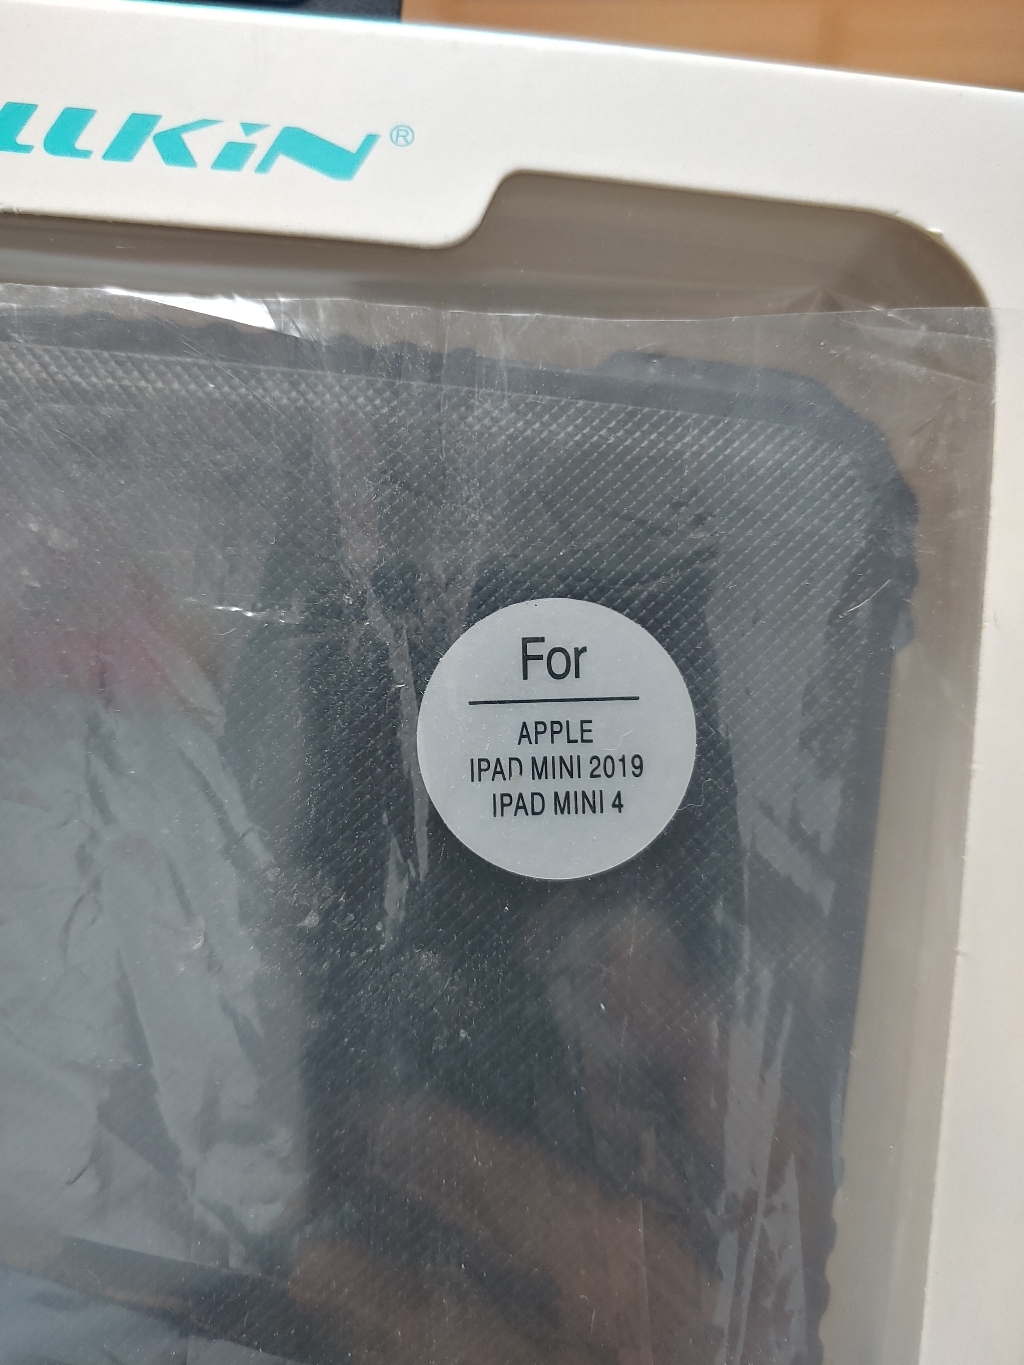 LLKiN®
For
APPLE
IPAD MINI 2019
IPAD MINI 4